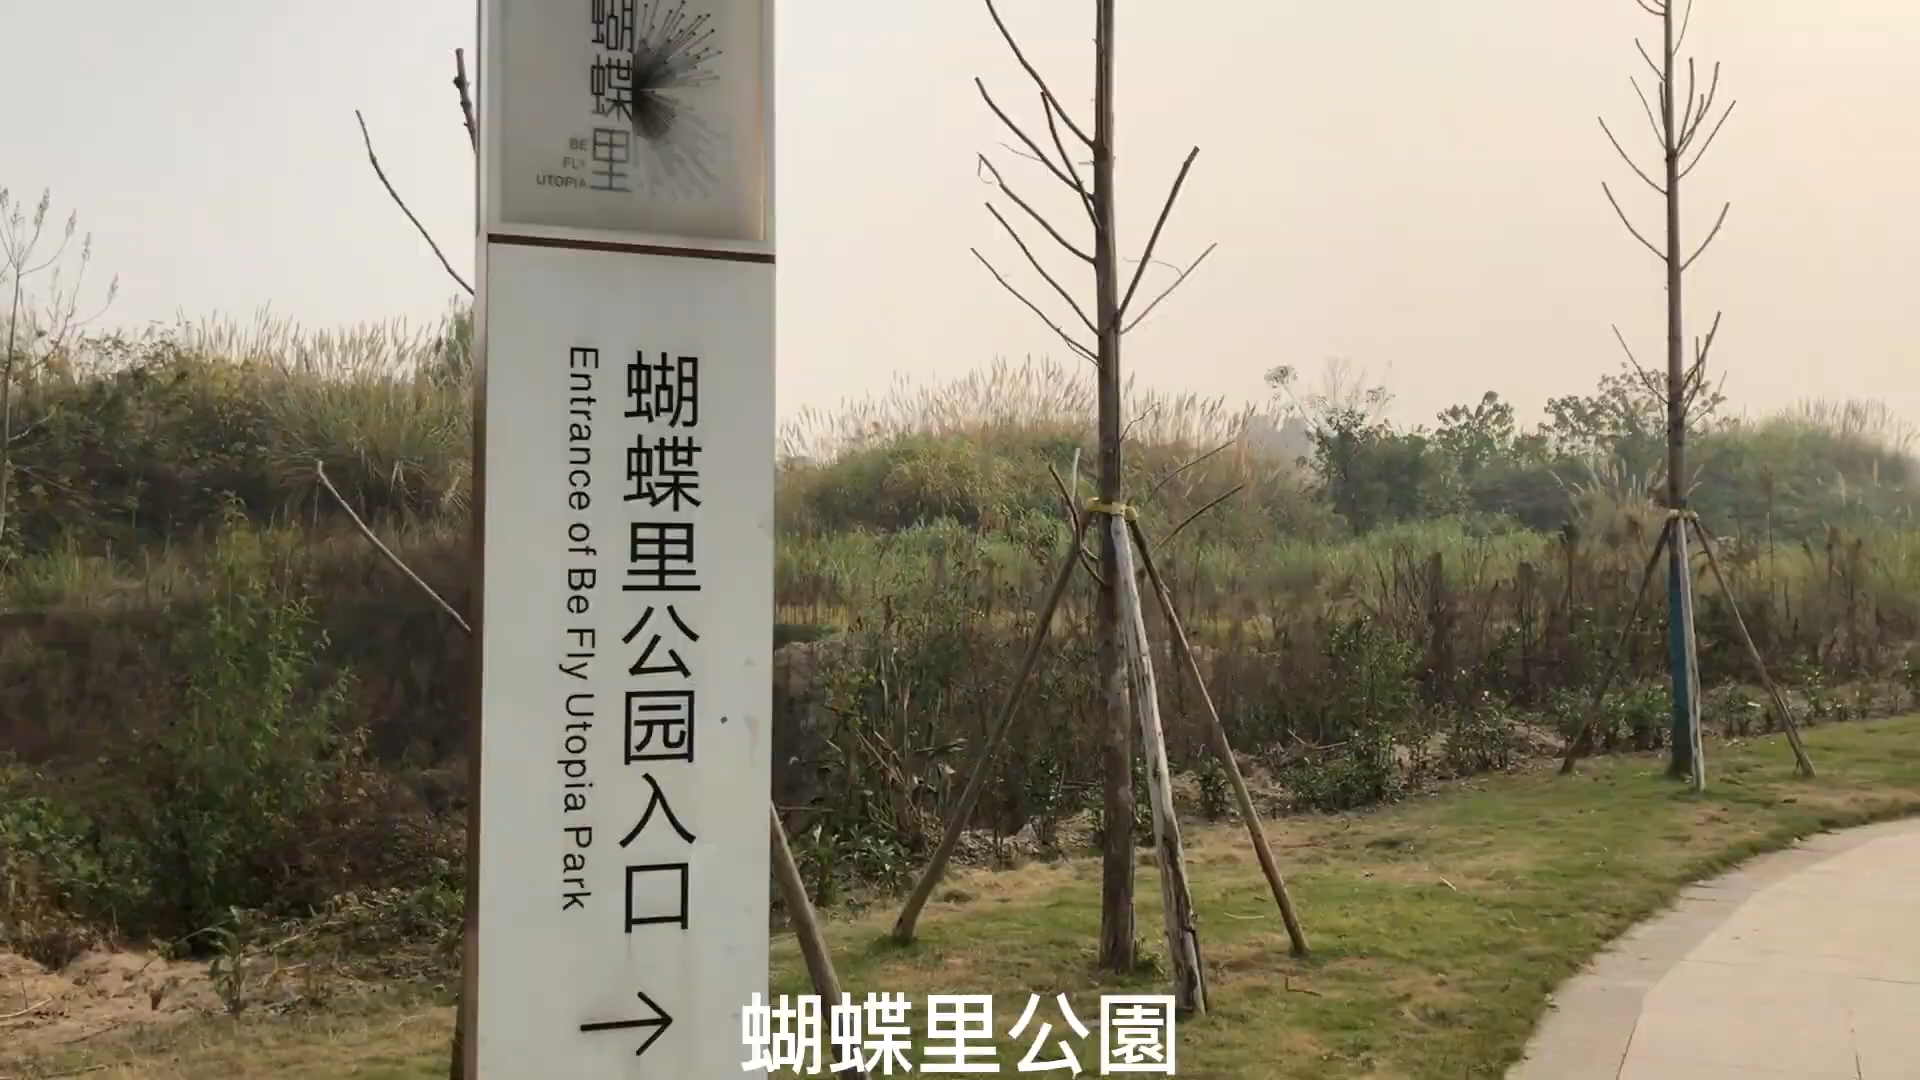 蝴蝶里
BE
FLY
UTOPIA
蝴蝶里公园入口
Entrance of Be Fly Utopia Park
蝴蝶里公園